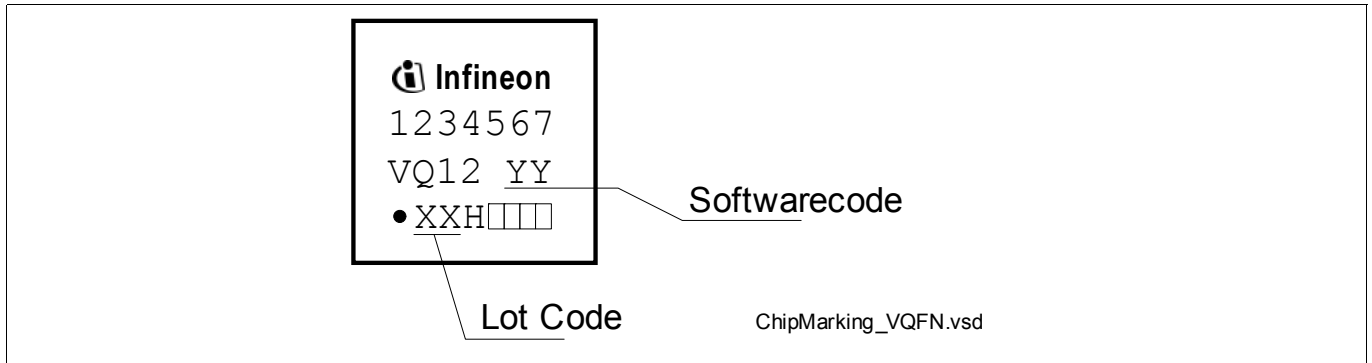 Infineon
1234567
VQ12 YY
Softwarecode
•XXH
Lot Code
ChipMarking_VQFN.vsd